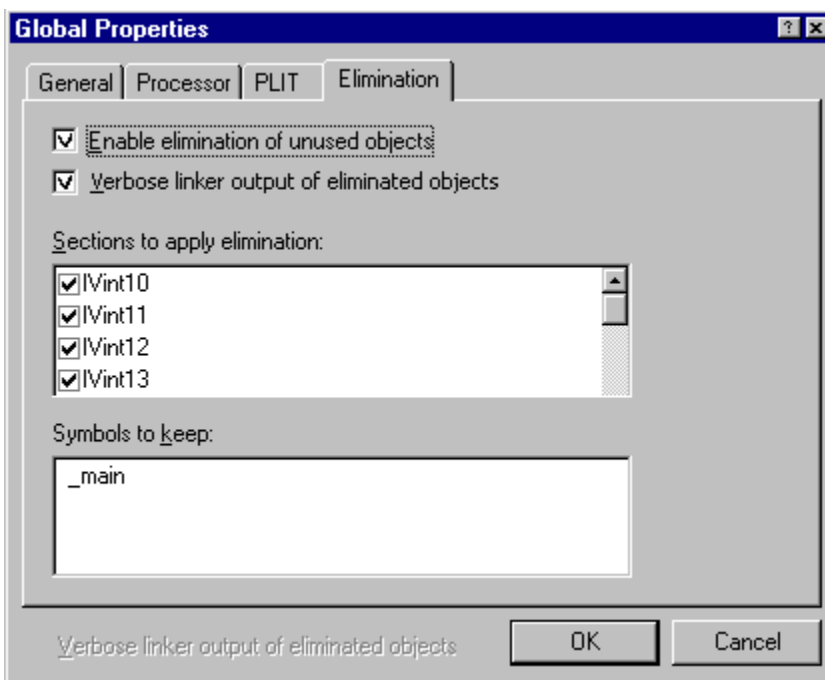 Global Properties
General Processor PLIT Elimination
Enable elimination of unused objects
Verbose linker output of eliminated objects
Sections to apply elimination:
IVint10
IVint11
IVint12
IVint13
Symbols to keep:
_main
Verbose linker output of eliminated objects
OK Cancel